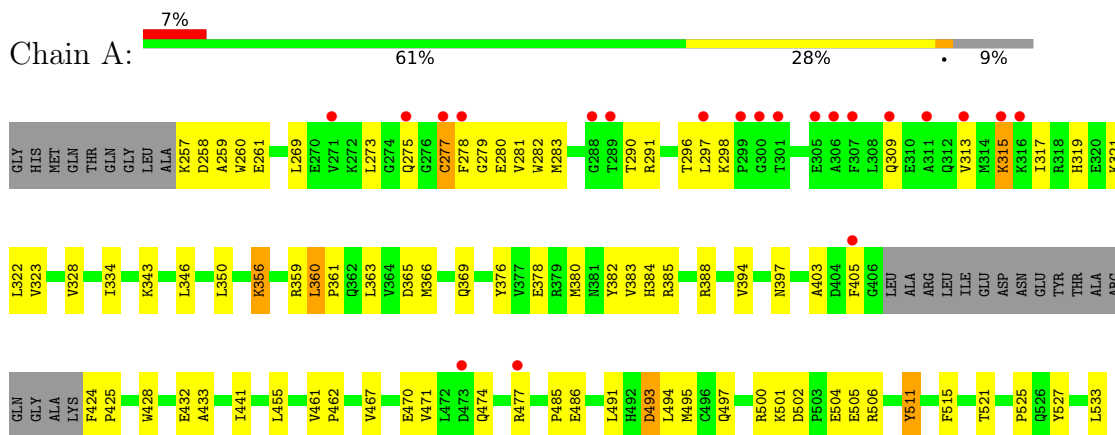 7%
Chain A:
61% 28% • 9%
GLY HIS MET GLN THR GLN GLY LEU ALA K257 D258 A259 W260 E261 L269 E270 V271 K272 L273 G274 Q275 G276 C277 F278 G279 E280 V281 W282 M283 G288 T289 T290 R291 T296 L297 K298 P299 G300 T301 E305 A306 F307 L308 Q309 E310 A311 Q312 V313 M314 K315 K316 I317 R318 H319 E320 K321
L322 V323 V328 I334 K343 L346 L350 K356 R359 L360 P361 Q362 L363 V364 D365 M366 Q369 Y376 V377 E378 R379 M380 N381 Y382 V383 H384 R385 R388 V394 N397 A403 D404 F405 G406 LEU ALA ARG LEU ILE GLU ASP ASN GLU TYR THR ALA ARG
GLN GLY ALA LYS F424 P425 W428 E432 A433 I441 L455 V461 P462 V467 E470 V471 L472 D473 Q474 R477 P485 E486 L491 H492 D493 L494 M495 C496 Q497 R500 K501 D502 P503 E504 E505 R506 Y511 F515 T521 P525 Q526 Y527 L533